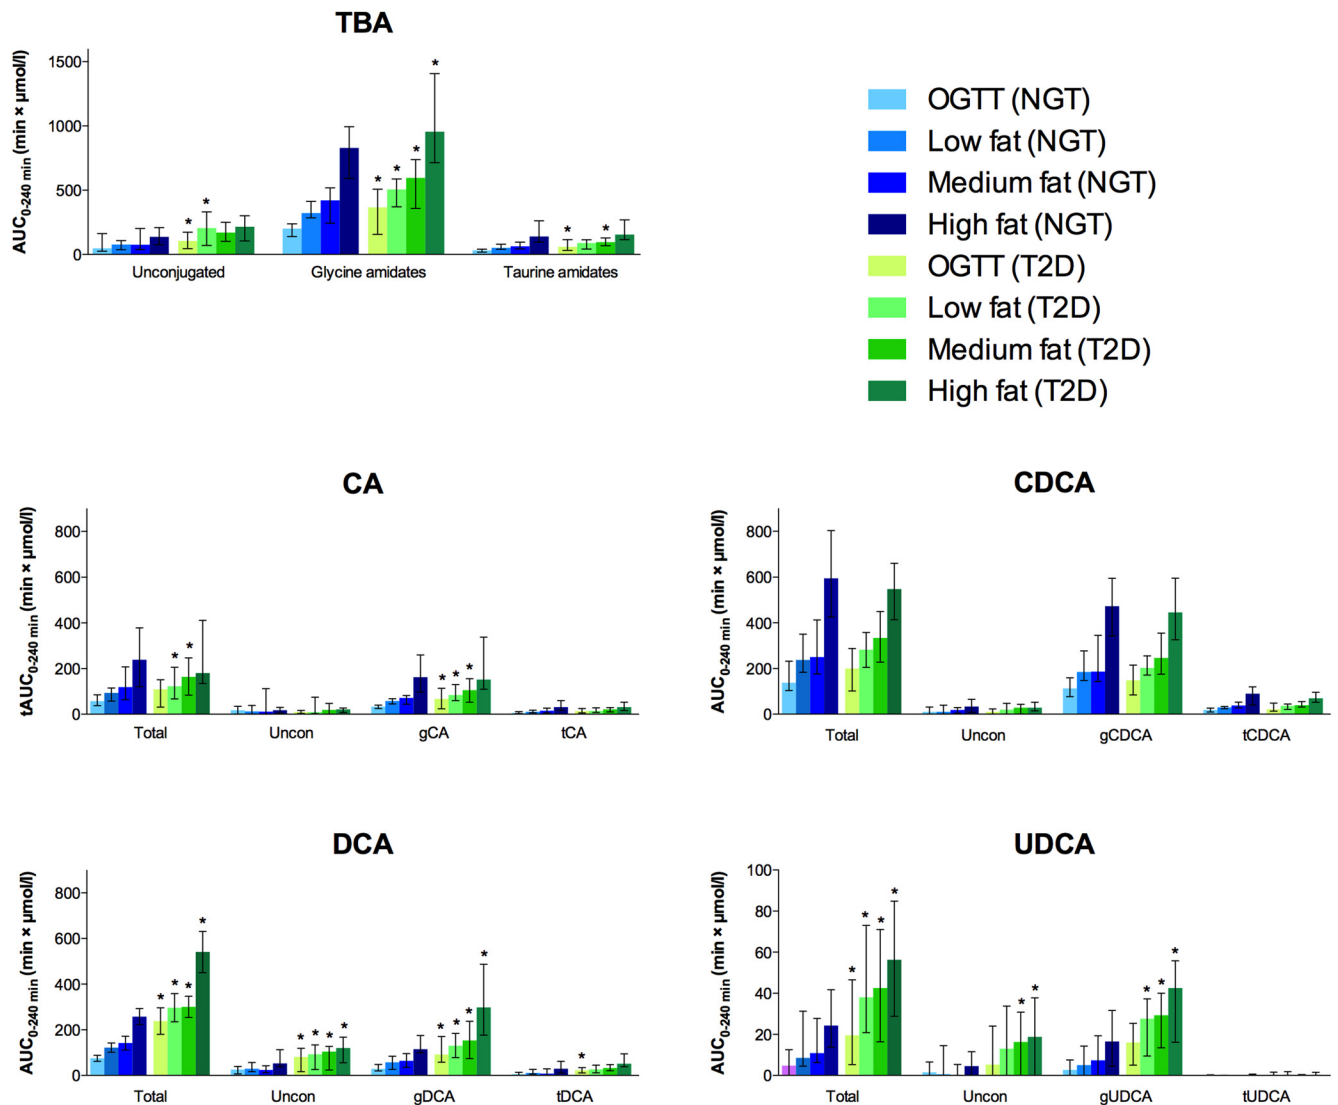 TBA
AUC0-240 min (min × μmol/l)
1500
1000
500
0
* * * * * * * *
Unconjugated Glycine amidates Taurine amidates
OGTT (NGT)
Low fat (NGT)
Medium fat (NGT)
High fat (NGT)
OGTT (T2D)
Low fat (T2D)
Medium fat (T2D)
High fat (T2D)
CA
tAUC0-240 min (min × μmol/l)
800
600
400
200
0
* * * * *
Total Uncon gCA tCA
CDCA
AUC0-240 min (min × μmol/l)
800
600
400
200
0
Total Uncon gCDCA tCDCA
DCA
AUC0-240 min (min × μmol/l)
800
600
400
200
0
* * * * * * * * * * * * *
Total Uncon gDCA tDCA
UDCA
AUC0-240 min (min × μmol/l)
100
80
60
40
20
0
* * * * * * * * *
Total Uncon gUDCA tUDCA